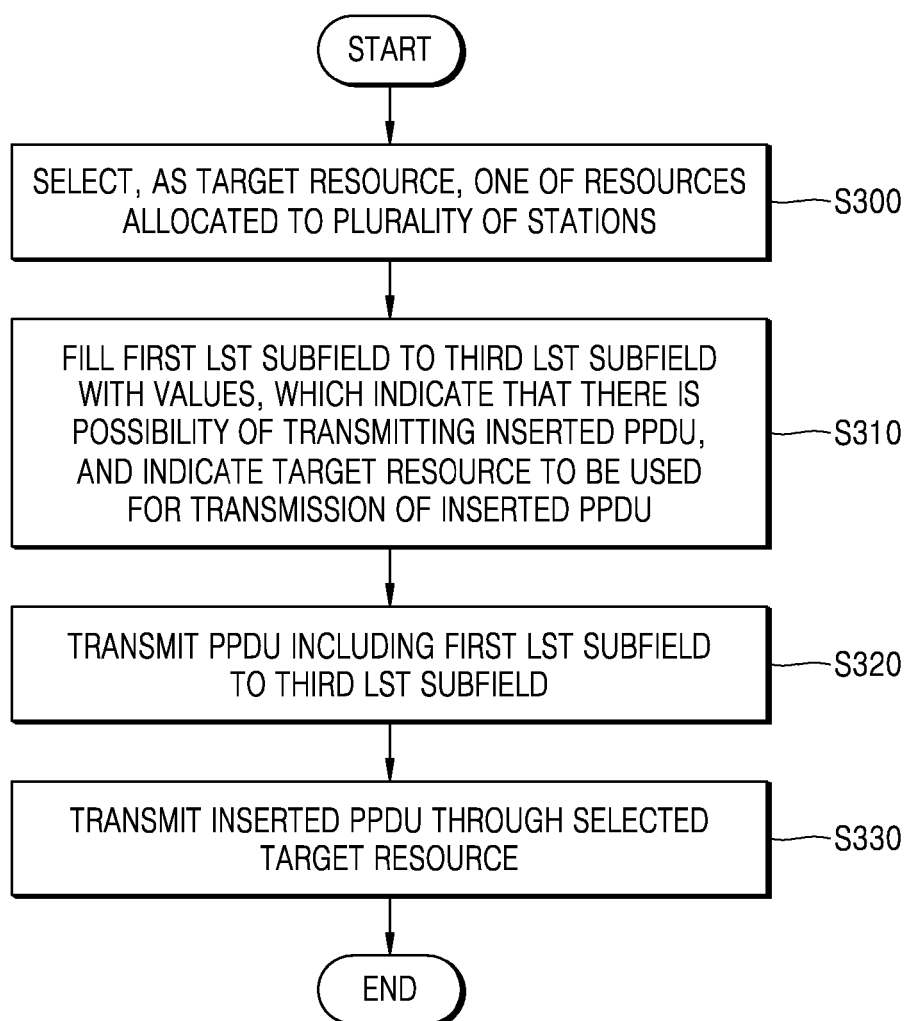 START
SELECT, AS TARGET RESOURCE, ONE OF RESOURCES
ALLOCATED TO PLURALITY OF STATIONS
S300
FILL FIRST LST SUBFIELD TO THIRD LST SUBFIELD
WITH VALUES, WHICH INDICATE THAT THERE IS
POSSIBILITY OF TRANSMITTING INSERTED PPDU,
AND INDICATE TARGET RESOURCE TO BE USED
FOR TRANSMISSION OF INSERTED PPDU
S310
TRANSMIT PPDU INCLUDING FIRST LST SUBFIELD
TO THIRD LST SUBFIELD
S320
TRANSMIT INSERTED PPDU THROUGH SELECTED
TARGET RESOURCE
S330
END